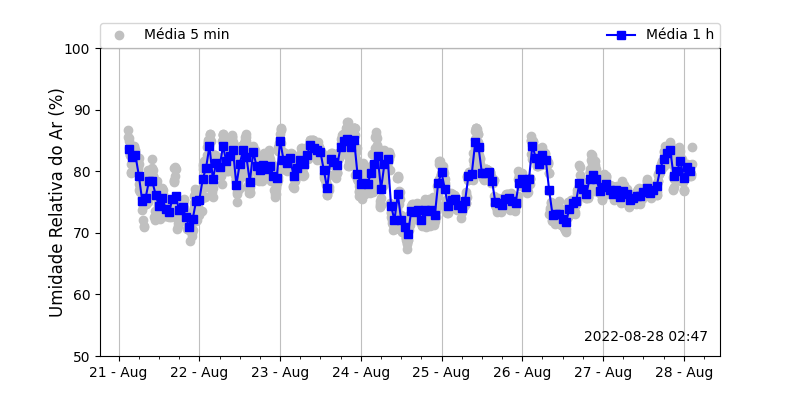 Média 5 min
Média 1 h
Umidade Relativa do Ar (%)
100
90
80
70
60
50
2022-08-28 02:47
21 - Aug
22 - Aug
23 - Aug
24 - Aug
25 - Aug
26 - Aug
27 - Aug
28 - Aug